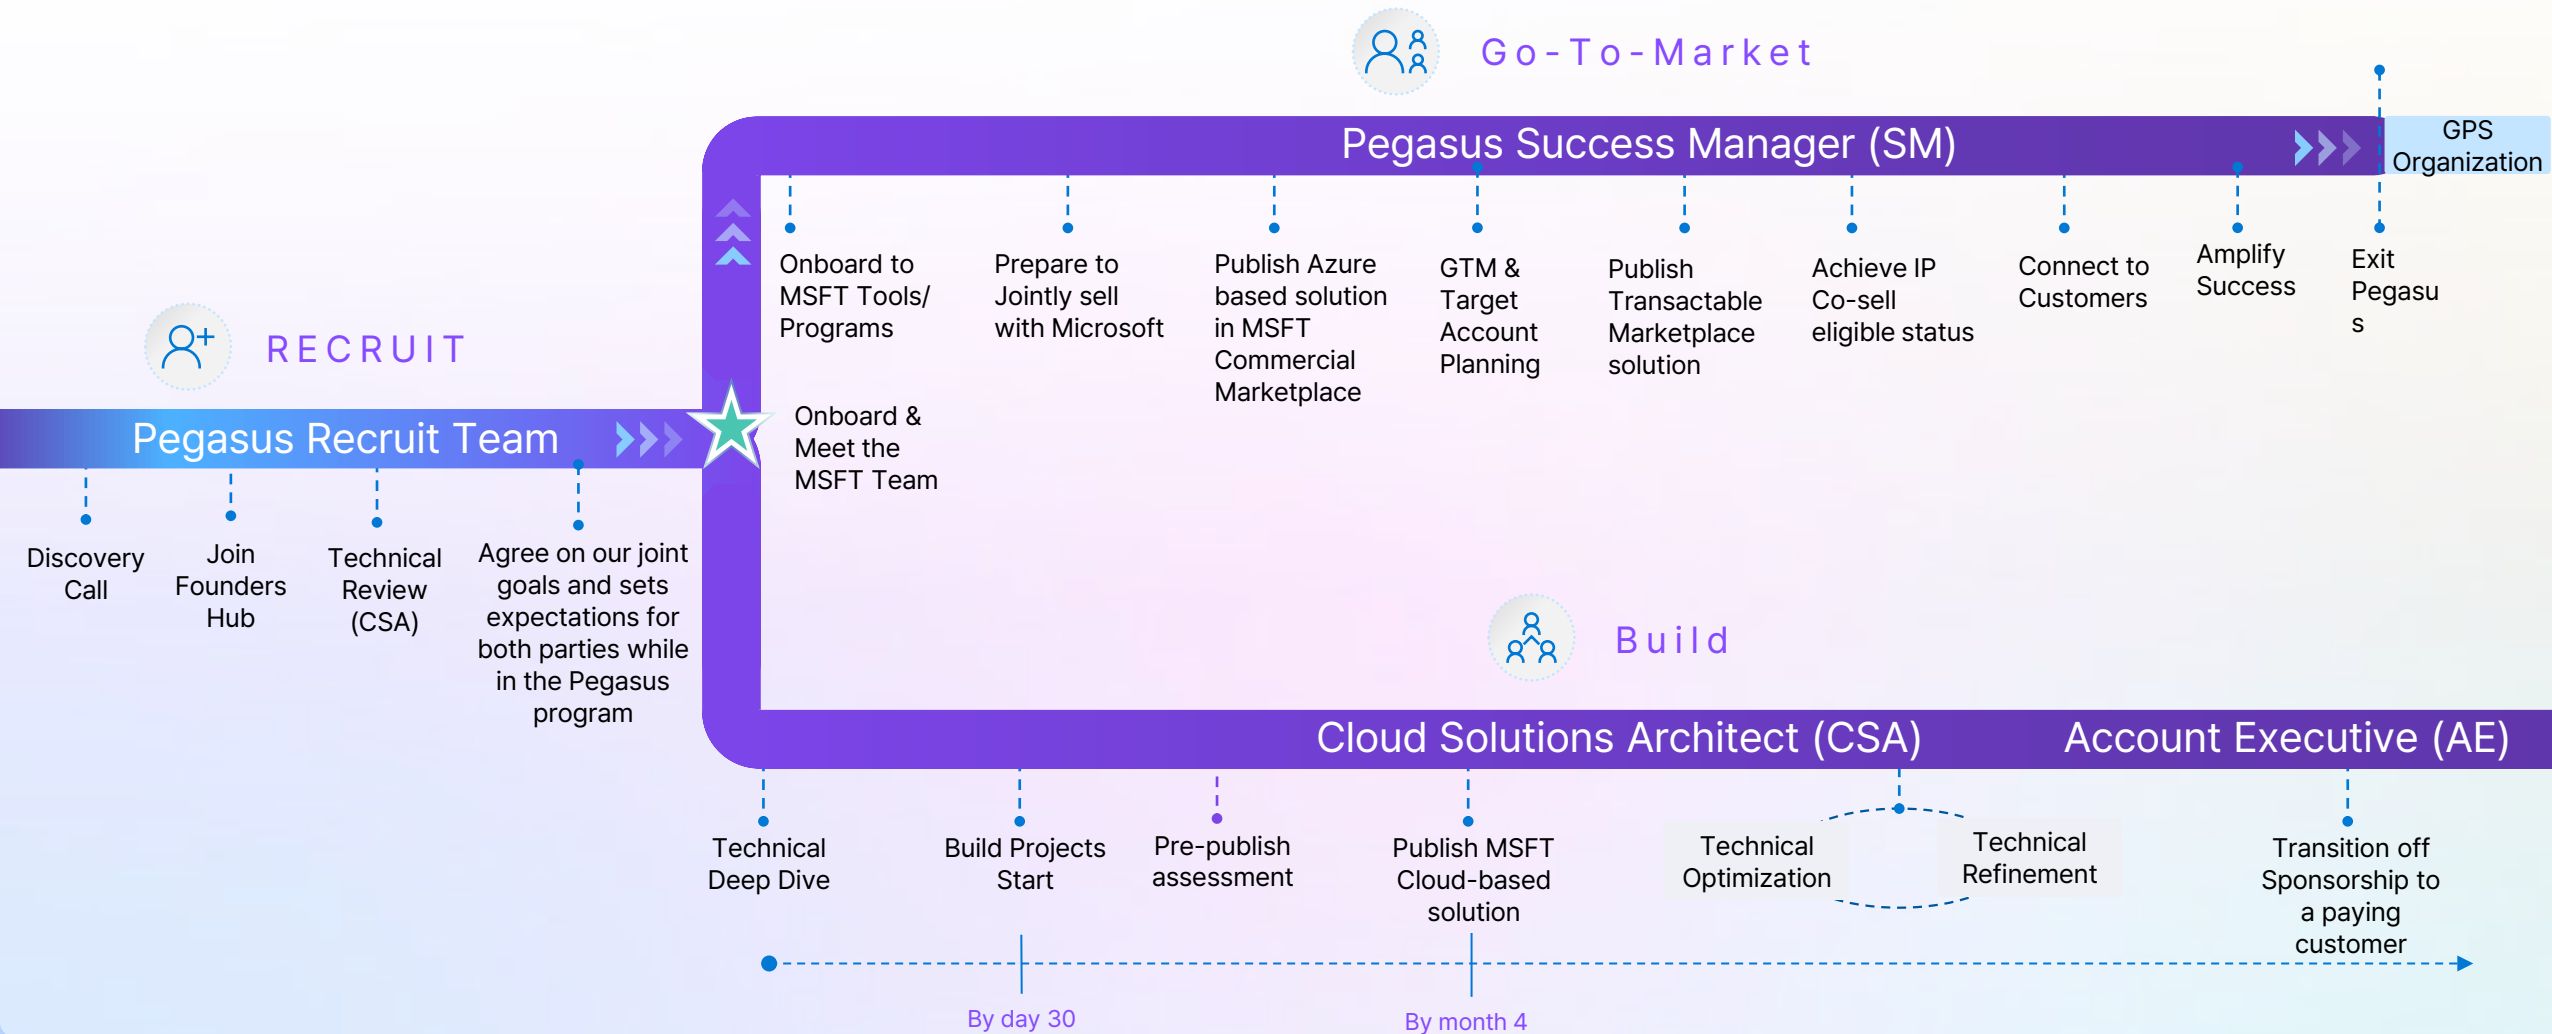 Go-To-Market
Pegasus Success Manager (SM)
GPS
Organization
Onboard to
MSFT Tools/
Programs
Prepare to
Jointly sell
with Microsoft
Publish Azure
based solution
in MSFT
Commercial
Marketplace
GTM &
Target
Account
Planning
Publish
Transactable
Marketplace
solution
Achieve IP
Co-sell
eligible status
Connect to
Customers
Amplify
Success
Exit
Pegasu
s
RECRUIT
Pegasus Recruit Team
Onboard &
Meet the
MSFT Team
Discovery
Call
Join
Founders
Hub
Technical
Review
(CSA)
Agree on our joint
goals and sets
expectations for
both parties while
in the Pegasus
program
Build
Cloud Solutions Architect (CSA)
Account Executive (AE)
Technical
Deep Dive
Build Projects
Start
Pre-publish
assessment
Publish MSFT
Cloud-based
solution
Technical
Optimization
Technical
Refinement
Transition off
Sponsorship to
a paying
customer
By day 30
By month 4